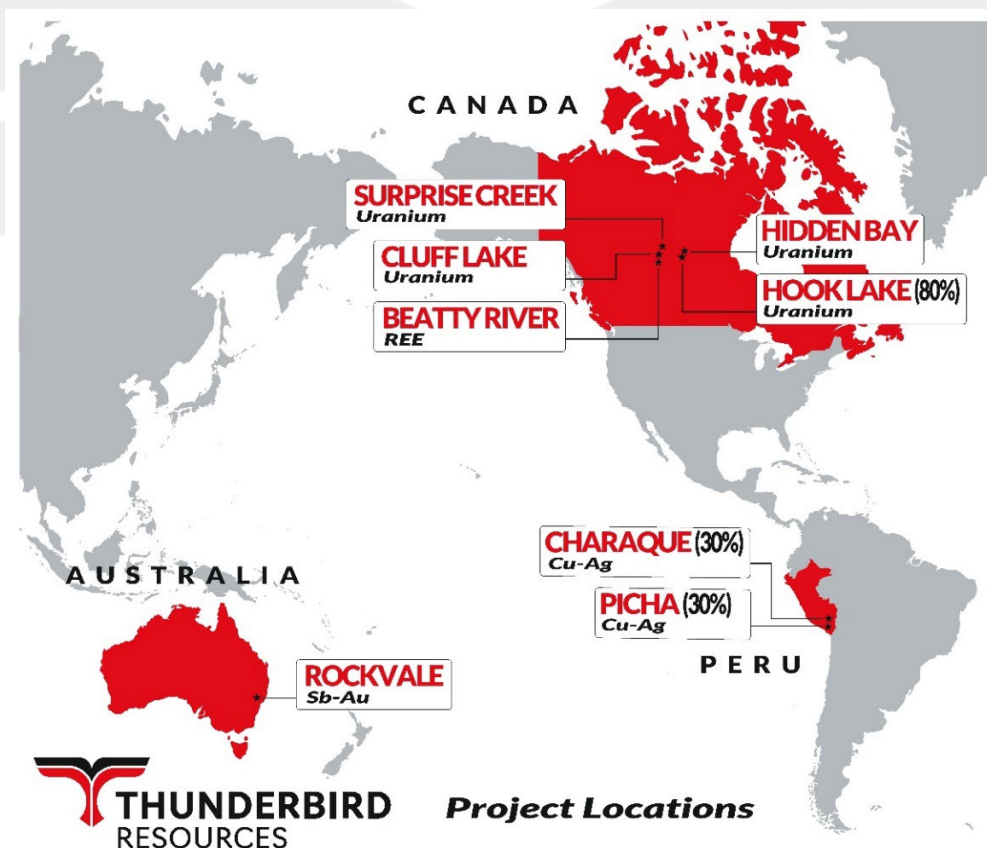 CANADA
SURPRISE CREEK
Uranium
CLUFF LAKE
Uranium
BEATTY RIVER
REE
HIDDEN BAY
Uranium
HOOK LAKE (80%)
Uranium
CHARAQUE (30%)
Cu-Ag
PICHA (30%)
Cu-Ag
PERU
AUSTRALIA
ROCKVALE
Sb-Au
THUNDERBIRD
RESOURCES
Project Locations